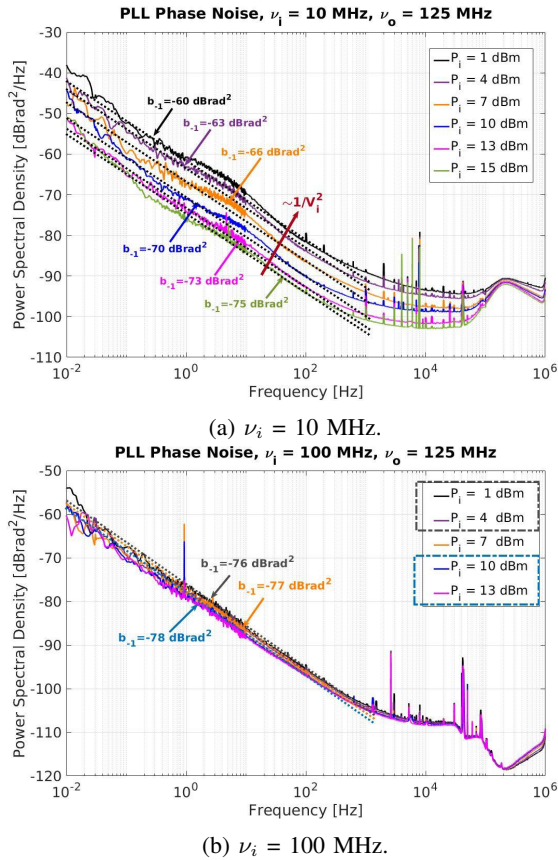 PLL Phase Noise, νi = 10 MHz, νo = 125 MHz
Power Spectral Density [dBrad²/Hz]
-30
-40
-50
-60
-70
-80
-90
-100
-110
Pi = 1 dBm
Pi = 4 dBm
Pi = 7 dBm
Pi = 10 dBm
Pi = 13 dBm
Pi = 15 dBm
b-1=-60 dBrad²
b-1=-63 dBrad²
b-1=-66 dBrad²
~1/Vi²
b-1=-70 dBrad²
b-1=-73 dBrad²
b-1=-75 dBrad²
10⁻² 10⁰ 10² 10⁴ 10⁶
Frequency [Hz]
(a) νi = 10 MHz.
PLL Phase Noise, νi = 100 MHz, νo = 125 MHz
Power Spectral Density [dBrad²/Hz]
-50
-60
-70
-80
-90
-100
-110
-120
Pi = 1 dBm
Pi = 4 dBm
Pi = 7 dBm
Pi = 10 dBm
Pi = 13 dBm
b-1=-76 dBrad²
b-1=-77 dBrad²
b-1=-78 dBrad²
10⁻² 10⁰ 10² 10⁴ 10⁶
Frequency [Hz]
(b) νi = 100 MHz.